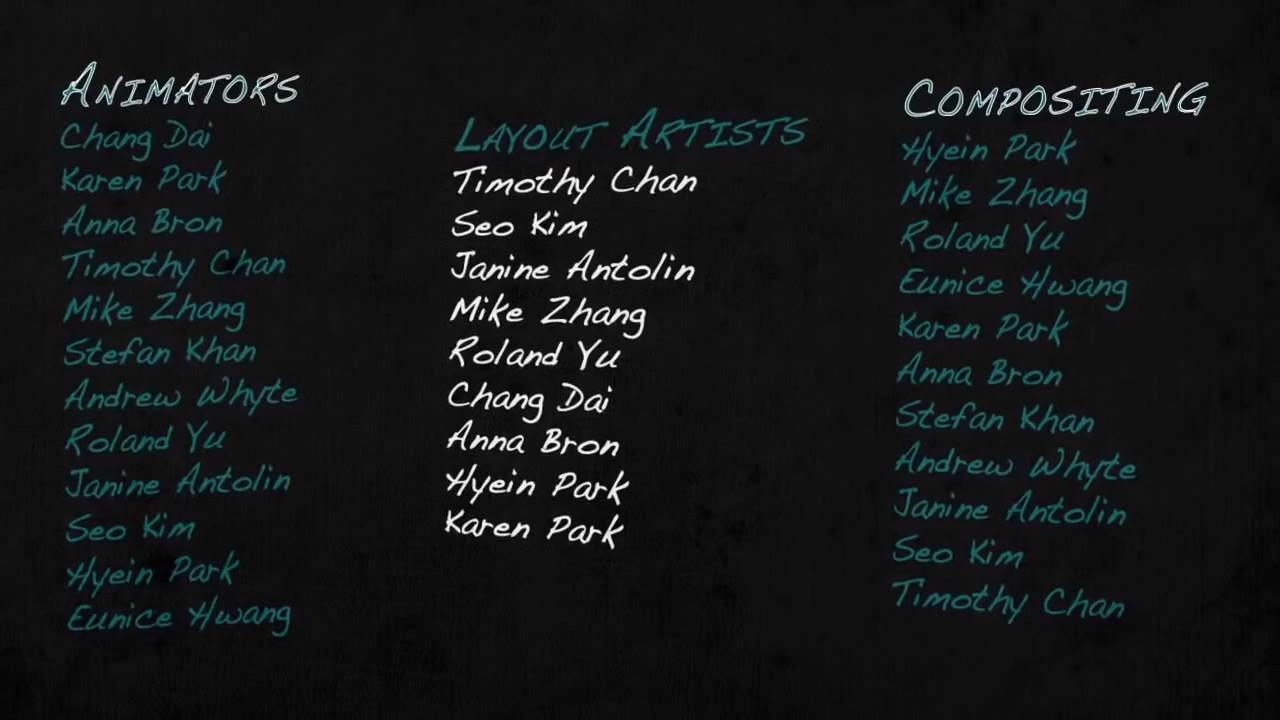 Animators
Chang Dai
Karen Park
Anna Bron
Timothy Chan
Mike Zhang
Stefan Khan
Andrew Whyte
Roland Yu
Janine Antolin
Seo Kim
Hyein Park
Eunice Hwang
Layout Artists
Timothy Chan
Seo Kim
Janine Antolin
Mike Zhang
Roland Yu
Chang Dai
Anna Bron
Hyein Park
Karen Park
Compositing
Hyein Park
Mike Zhang
Roland Yu
Eunice Hwang
Karen Park
Anna Bron
Stefan Khan
Andrew Whyte
Janine Antolin
Seo Kim
Timothy Chan